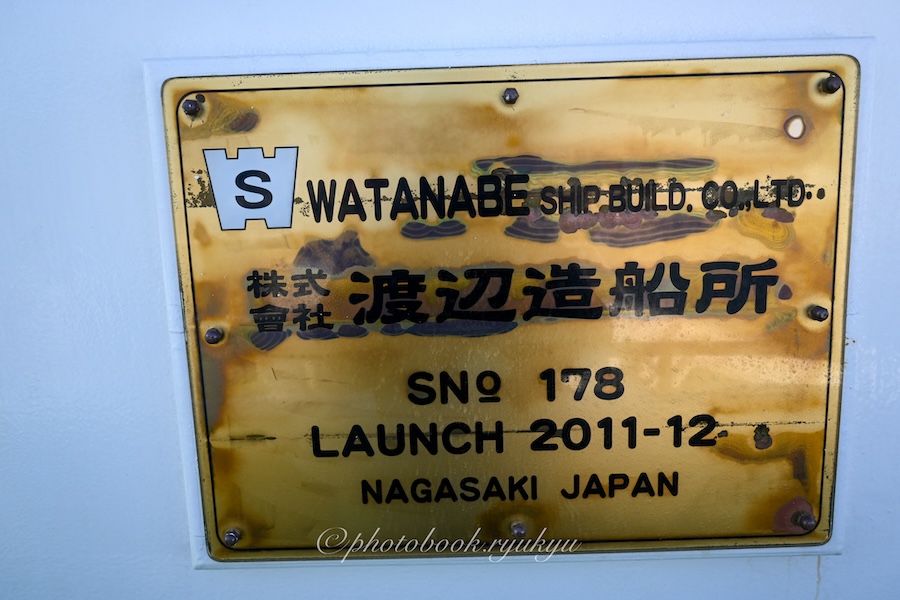 S WATANABE SHIP-BUILD. CO.,LTD.
株式會社 渡辺造船所
SNo 178
LAUNCH 2011-12
NAGASAKI JAPAN
©photobook.ryukyu